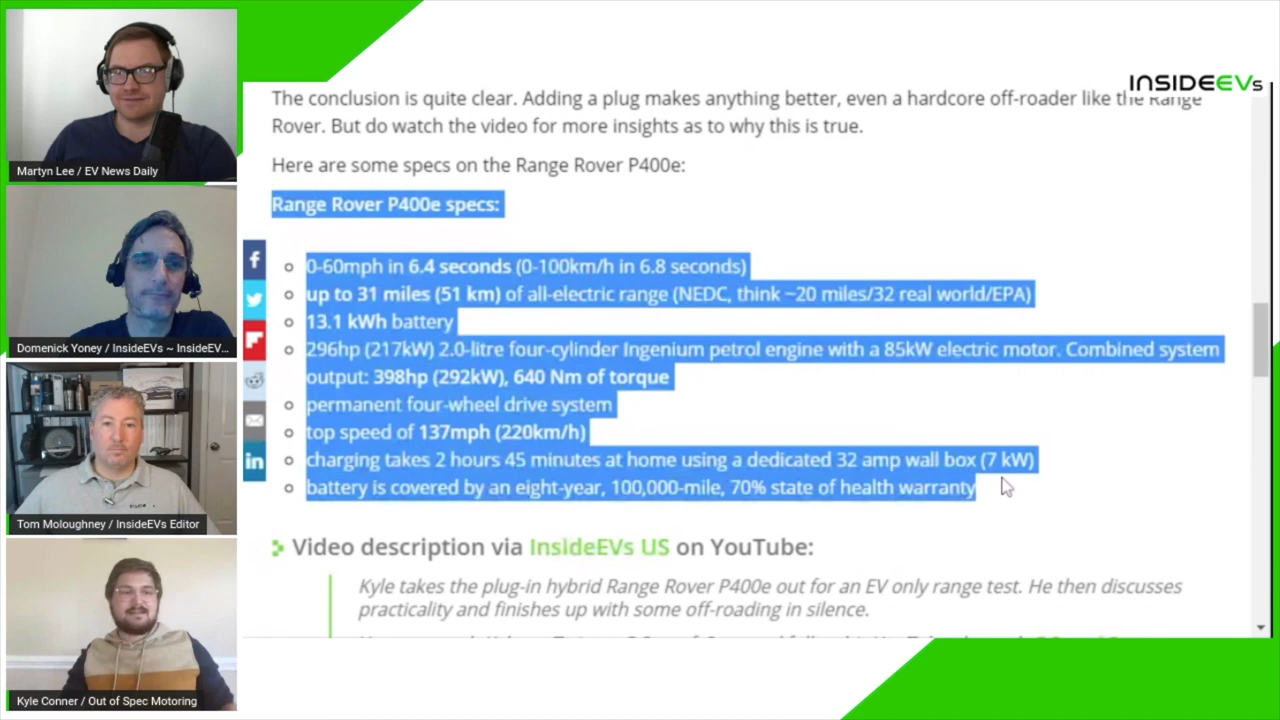 INSIDEEVs
The conclusion is quite clear. Adding a plug makes anything better, even a hardcore off-roader like the Range
Rover. But do watch the video for more insights as to why this is true.
Here are some specs on the Range Rover P400e:
Range Rover P400e specs:
0-60mph in 6.4 seconds (0-100km/h in 6.8 seconds)
up to 31 miles (51 km) of all-electric range (NEDC, think ~20 miles/32 real world/EPA)
13.1 kWh battery
296hp (217kW) 2.0-litre four-cylinder Ingenium petrol engine with a 85kW electric motor. Combined system
output: 398hp (292kW), 640 Nm of torque
permanent four-wheel drive system
top speed of 137mph (220km/h)
charging takes 2 hours 45 minutes at home using a dedicated 32 amp wall box (7 kW)
battery is covered by an eight-year, 100,000-mile, 70% state of health warranty
Video description via InsideEVs US on YouTube:
Kyle takes the plug-in hybrid Range Rover P400e out for an EV only range test. He then discusses
practicality and finishes up with some off-roading in silence.
Martyn Lee / EV News Daily
Domenick Yoney / InsideEVs ~ InsideEV...
Tom Moloughney / InsideEVs Editor
Kyle Conner / Out of Spec Motoring